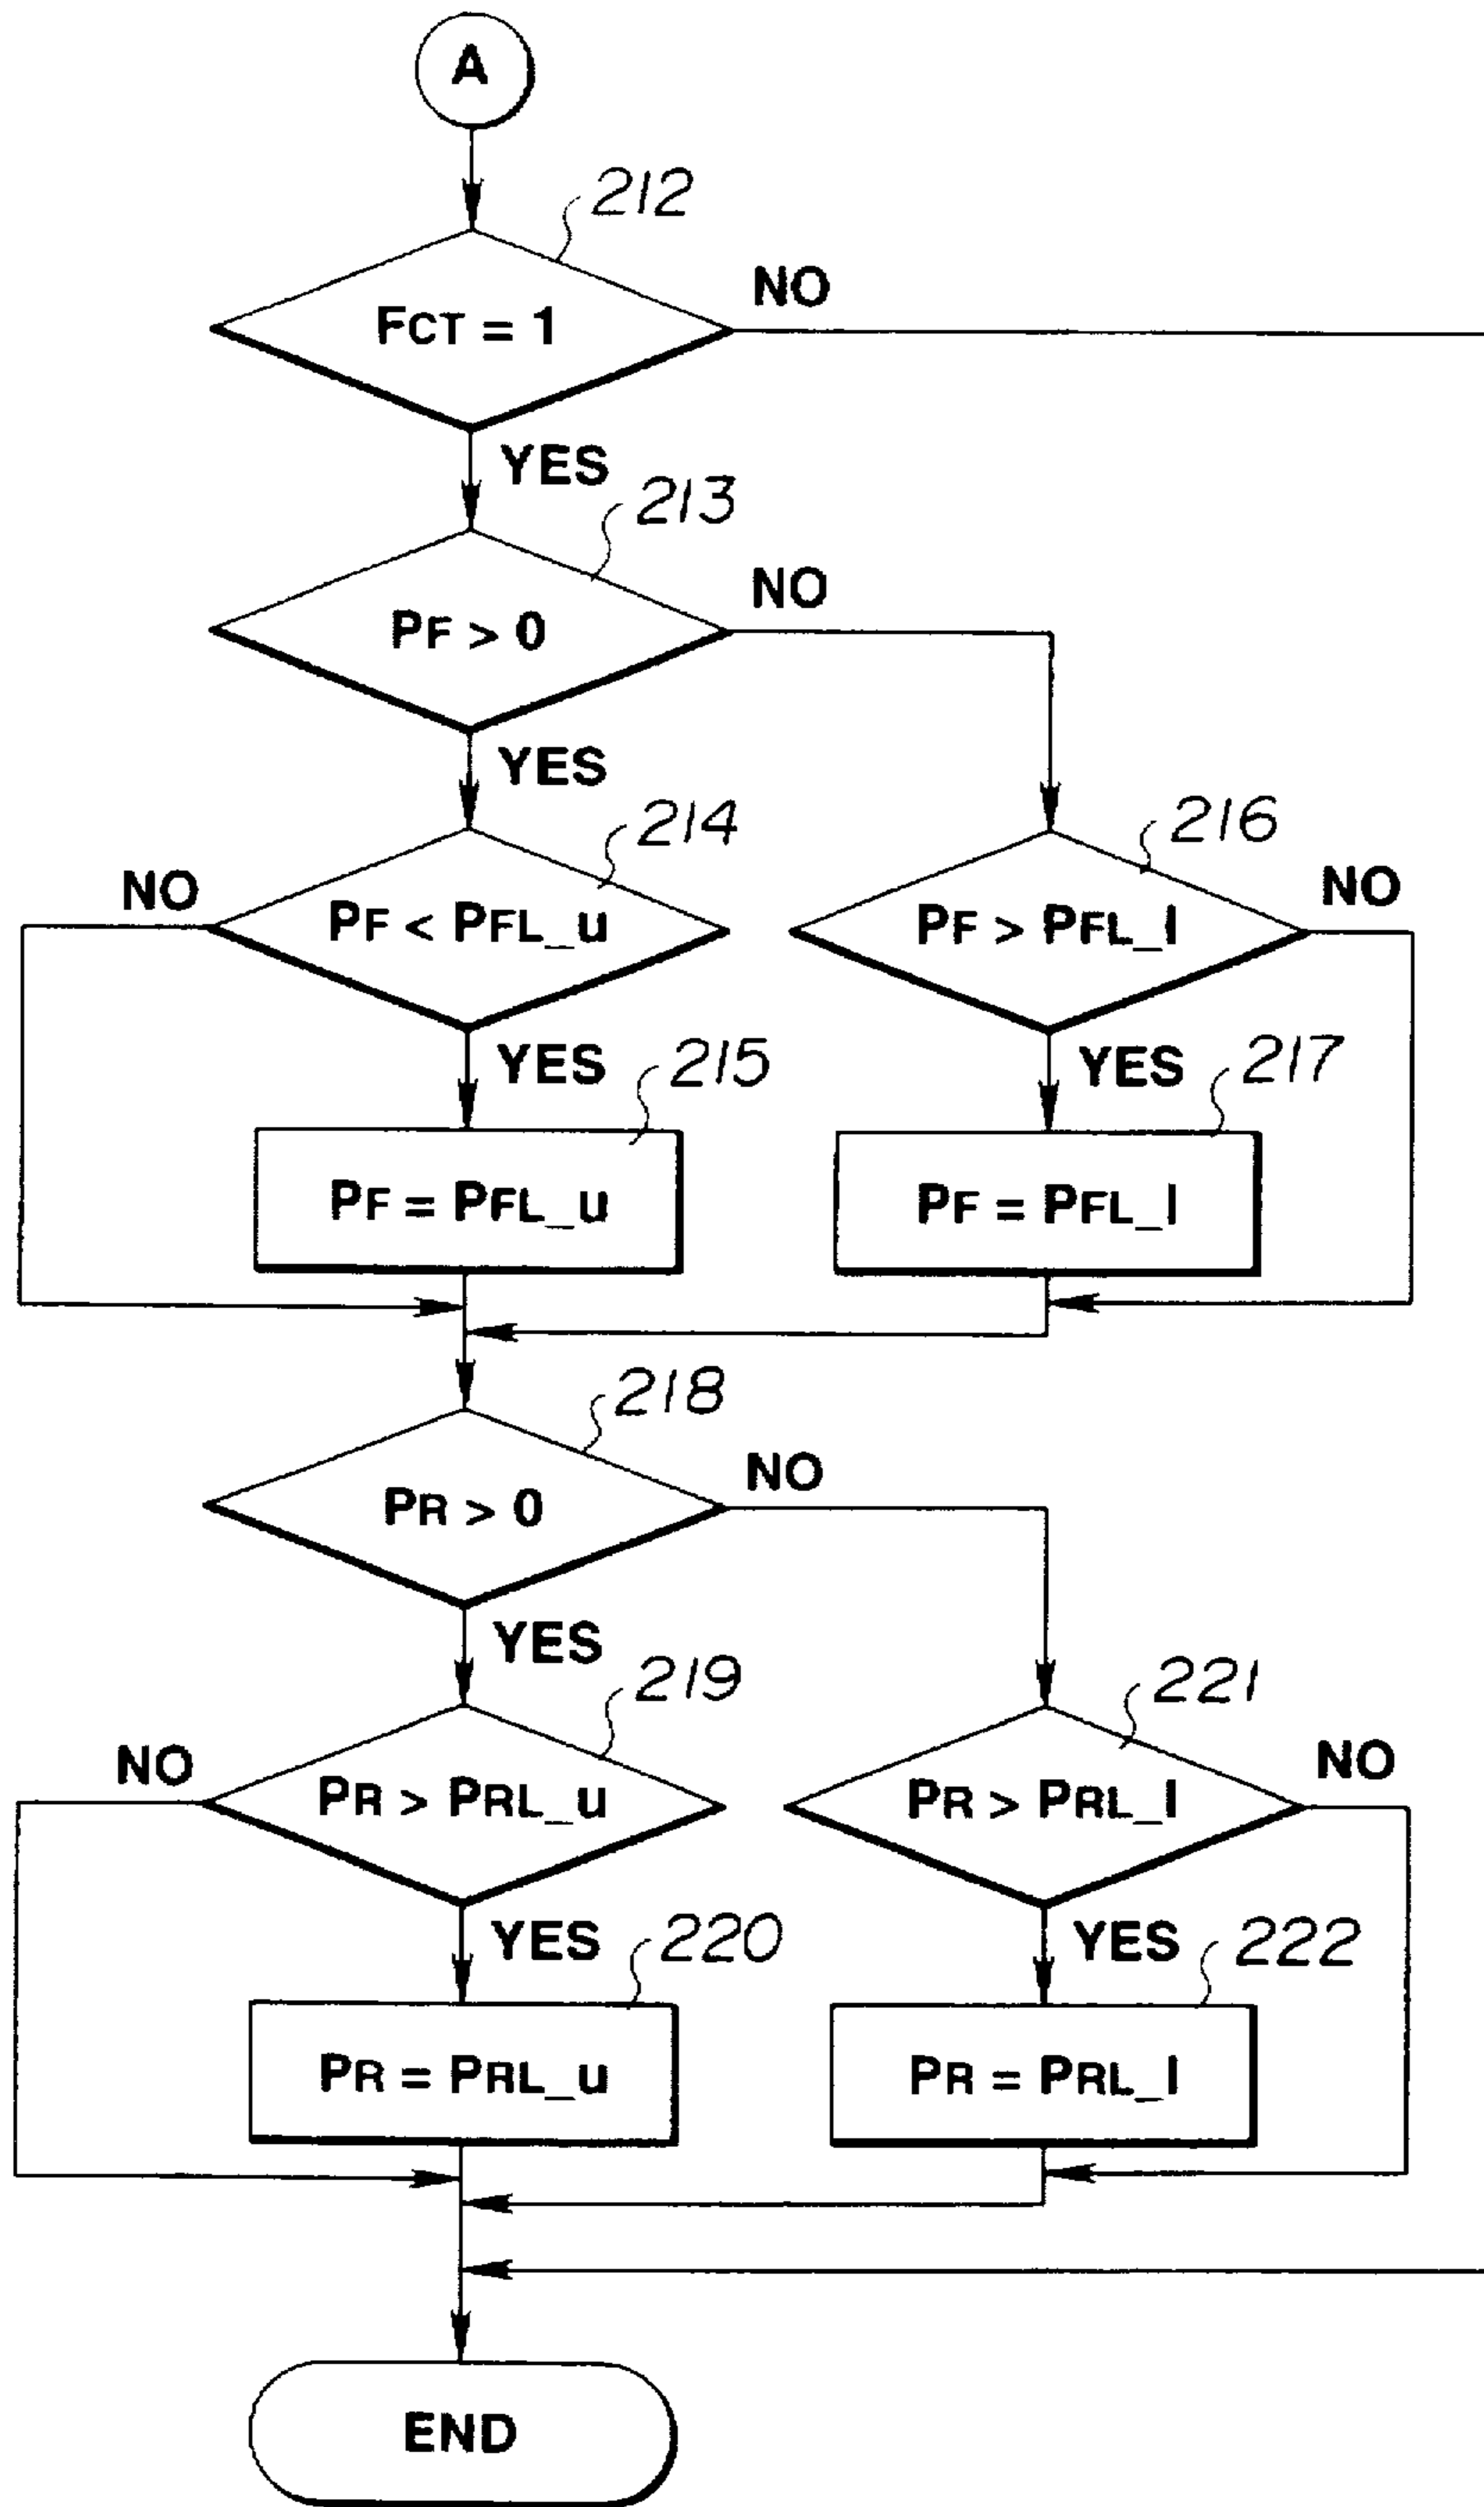 A
212
FCT = 1
NO
YES
213
PF > 0
NO
YES
214
216
NO
PF < PFL_u
PF > PFL_l
NO
YES
215
YES
217
PF = PFL_u
PF = PFL_l
218
PR > 0
NO
YES
219
221
NO
PR > PRL_u
PR > PRL_l
NO
YES
220
YES
222
PR = PRL_u
PR = PRL_l
END